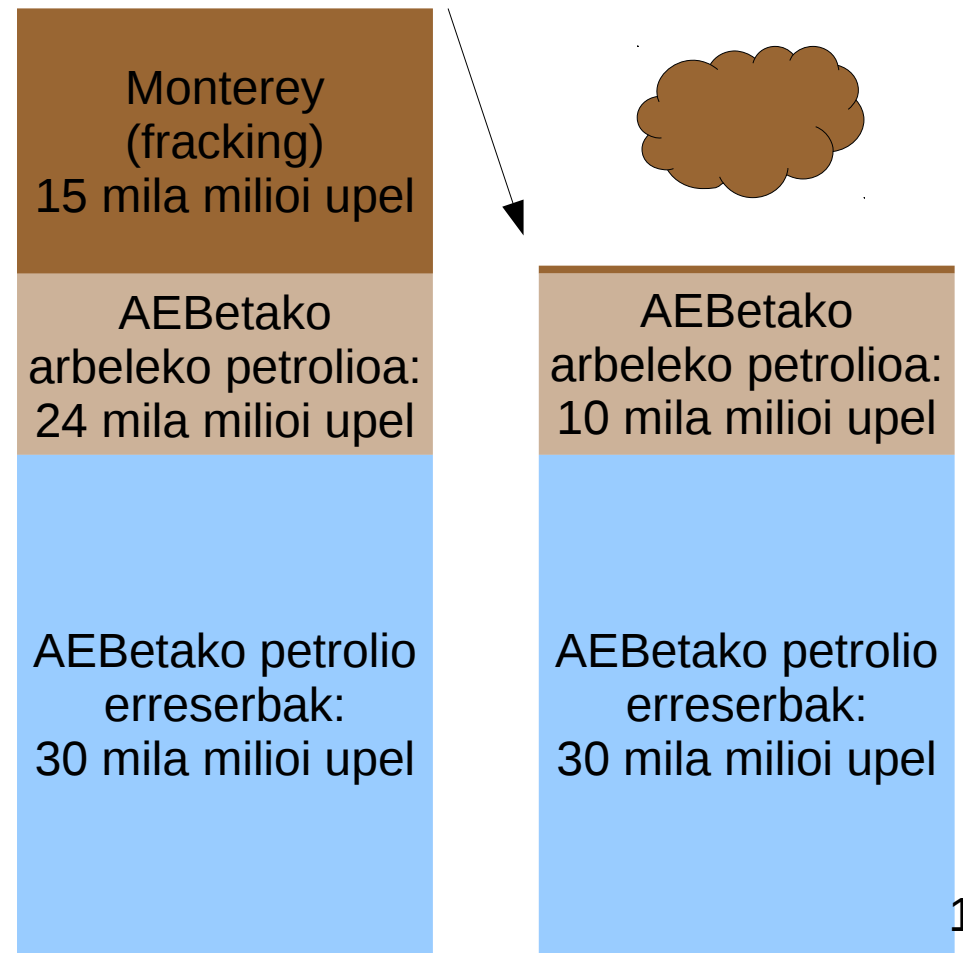 Monterey
(fracking)
15 mila milioi upel
AEBetako
arbeleko petrolioa:
24 mila milioi upel
AEBetako petrolio
erreserbak:
30 mila milioi upel
AEBetako
arbeleko petrolioa:
10 mila milioi upel
AEBetako petrolio
erreserbak:
30 mila milioi upel
1